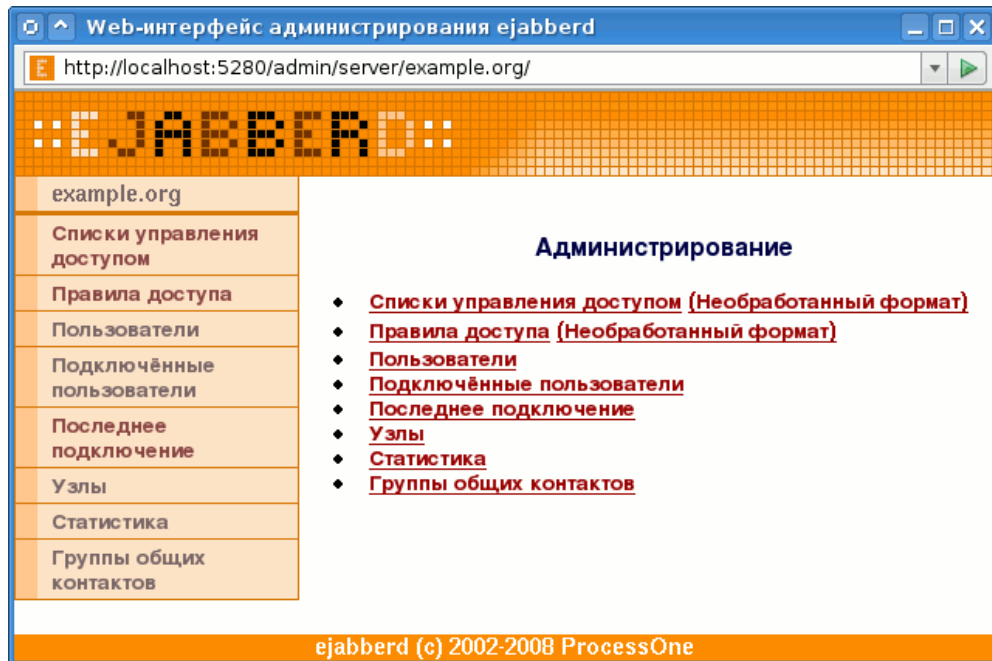 Web-интерфейс администрирования ejabberd
http://localhost:5280/admin/server/example.org/
::EJABBERD::
example.org
Списки управления
доступом
Правила доступа
Пользователи
Подключённые
пользователи
Последнее
подключение
Узлы
Статистика
Группы общих
контактов
Администрирование
Списки управления доступом (Необработанный формат)
Правила доступа (Необработанный формат)
Пользователи
Подключённые пользователи
Последнее подключение
Узлы
Статистика
Группы общих контактов
ejabberd (c) 2002-2008 ProcessOne